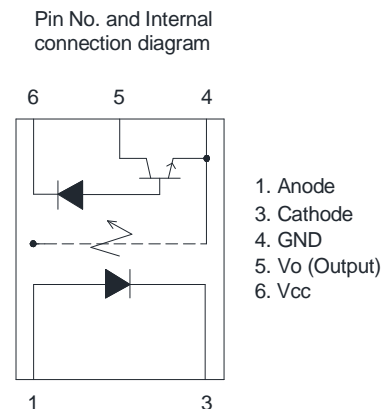 Pin No. and Internal
connection diagram
6 5 4
1. Anode
3. Cathode
4. GND
5. Vo (Output)
6. Vcc
1 3